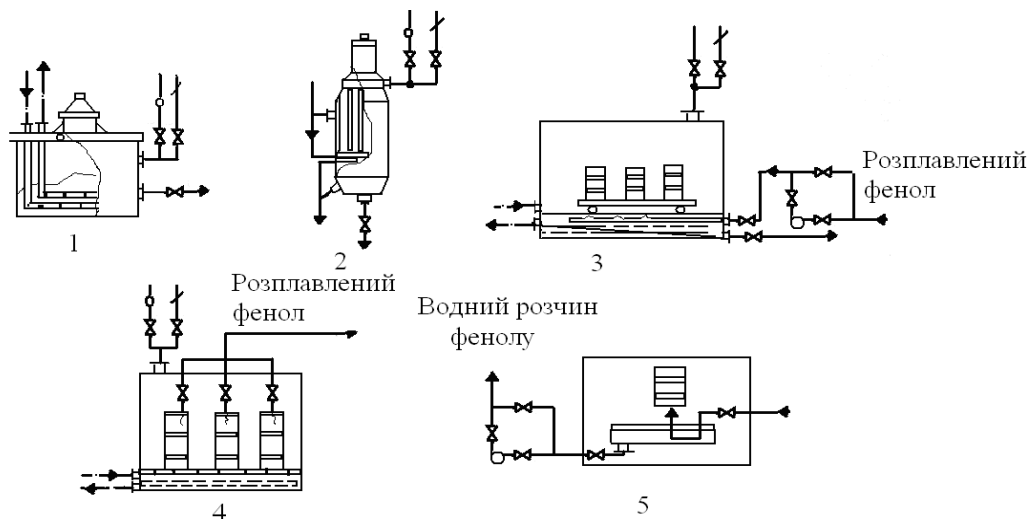 Розплавлений
фенол
1
2
3
Розплавлений
фенол
Водний розчин
фенолу
4
5